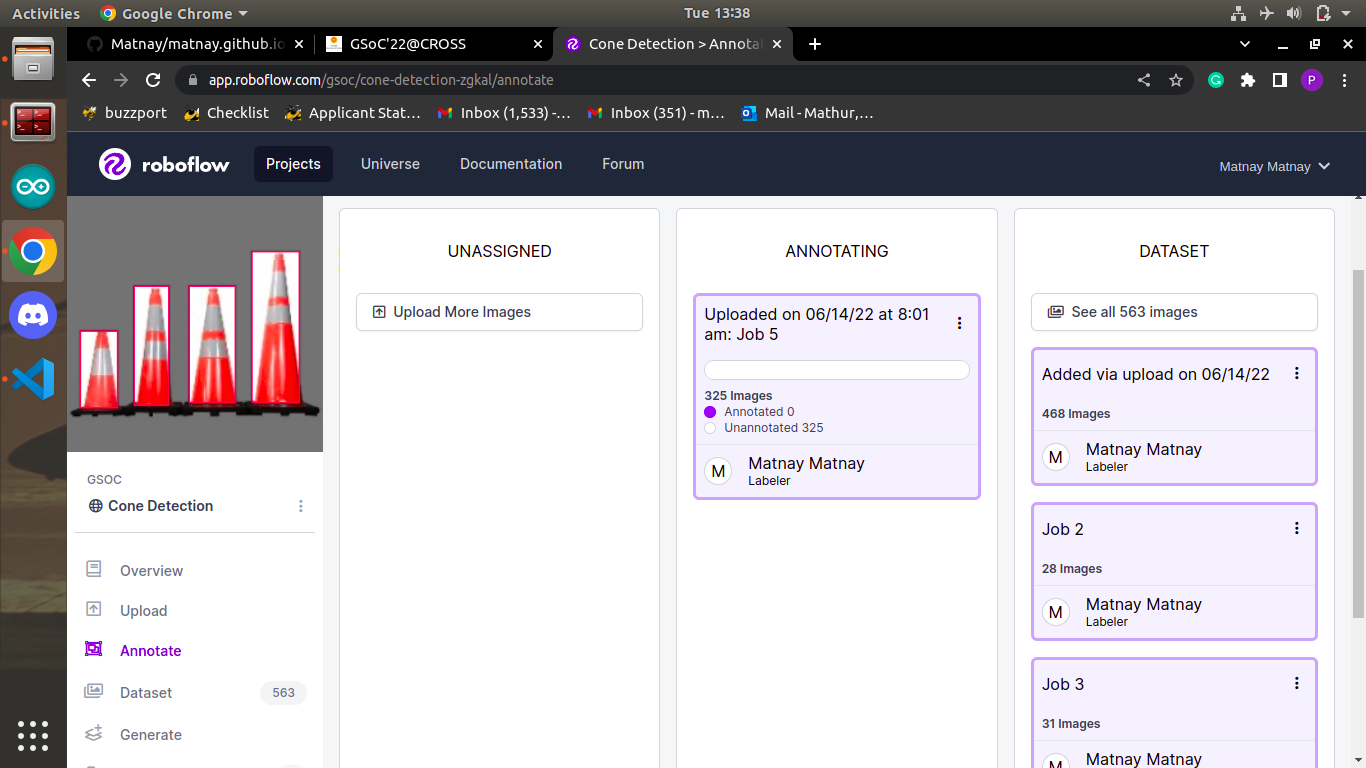 Activities
Google Chrome
Tue 13:38
Matnay/matnay.github.io
GSoC'22@CROSS
Cone Detection > Annota
app.roboflow.com/gsoc/cone-detection-zgkal/annotate
P
buzzport
Checklist
Applicant Stat...
Inbox (1,533) -...
Inbox (351) - m...
Mail - Mathur,...
roboflow
Projects
Universe
Documentation
Forum
Matnay Matnay
GSOC
Cone Detection
Overview
Upload
Annotate
Dataset
563
Generate
UNASSIGNED
Upload More Images
ANNOTATING
Uploaded on 06/14/22 at 8:01
am: Job 5
325 Images
Annotated 0
Unannotated 325
M
Matnay Matnay
Labeler
DATASET
See all 563 images
Added via upload on 06/14/22
468 Images
M
Matnay Matnay
Labeler
Job 2
28 Images
M
Matnay Matnay
Labeler
Job 3
31 Images
M
Matnay Matnay